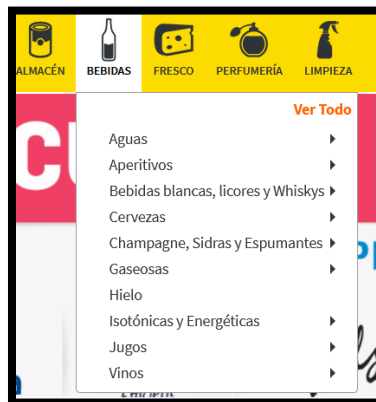 ALMACÉN
BEBIDAS
FRESCO
PERFUMERÍA
LIMPIEZA
Ver Todo
Aguas
Aperitivos
Bebidas blancas, licores y Whiskys
Cervezas
Champagne, Sidras y Espumantes
Gaseosas
Hielo
Isotónicas y Energéticas
Jugos
Vinos